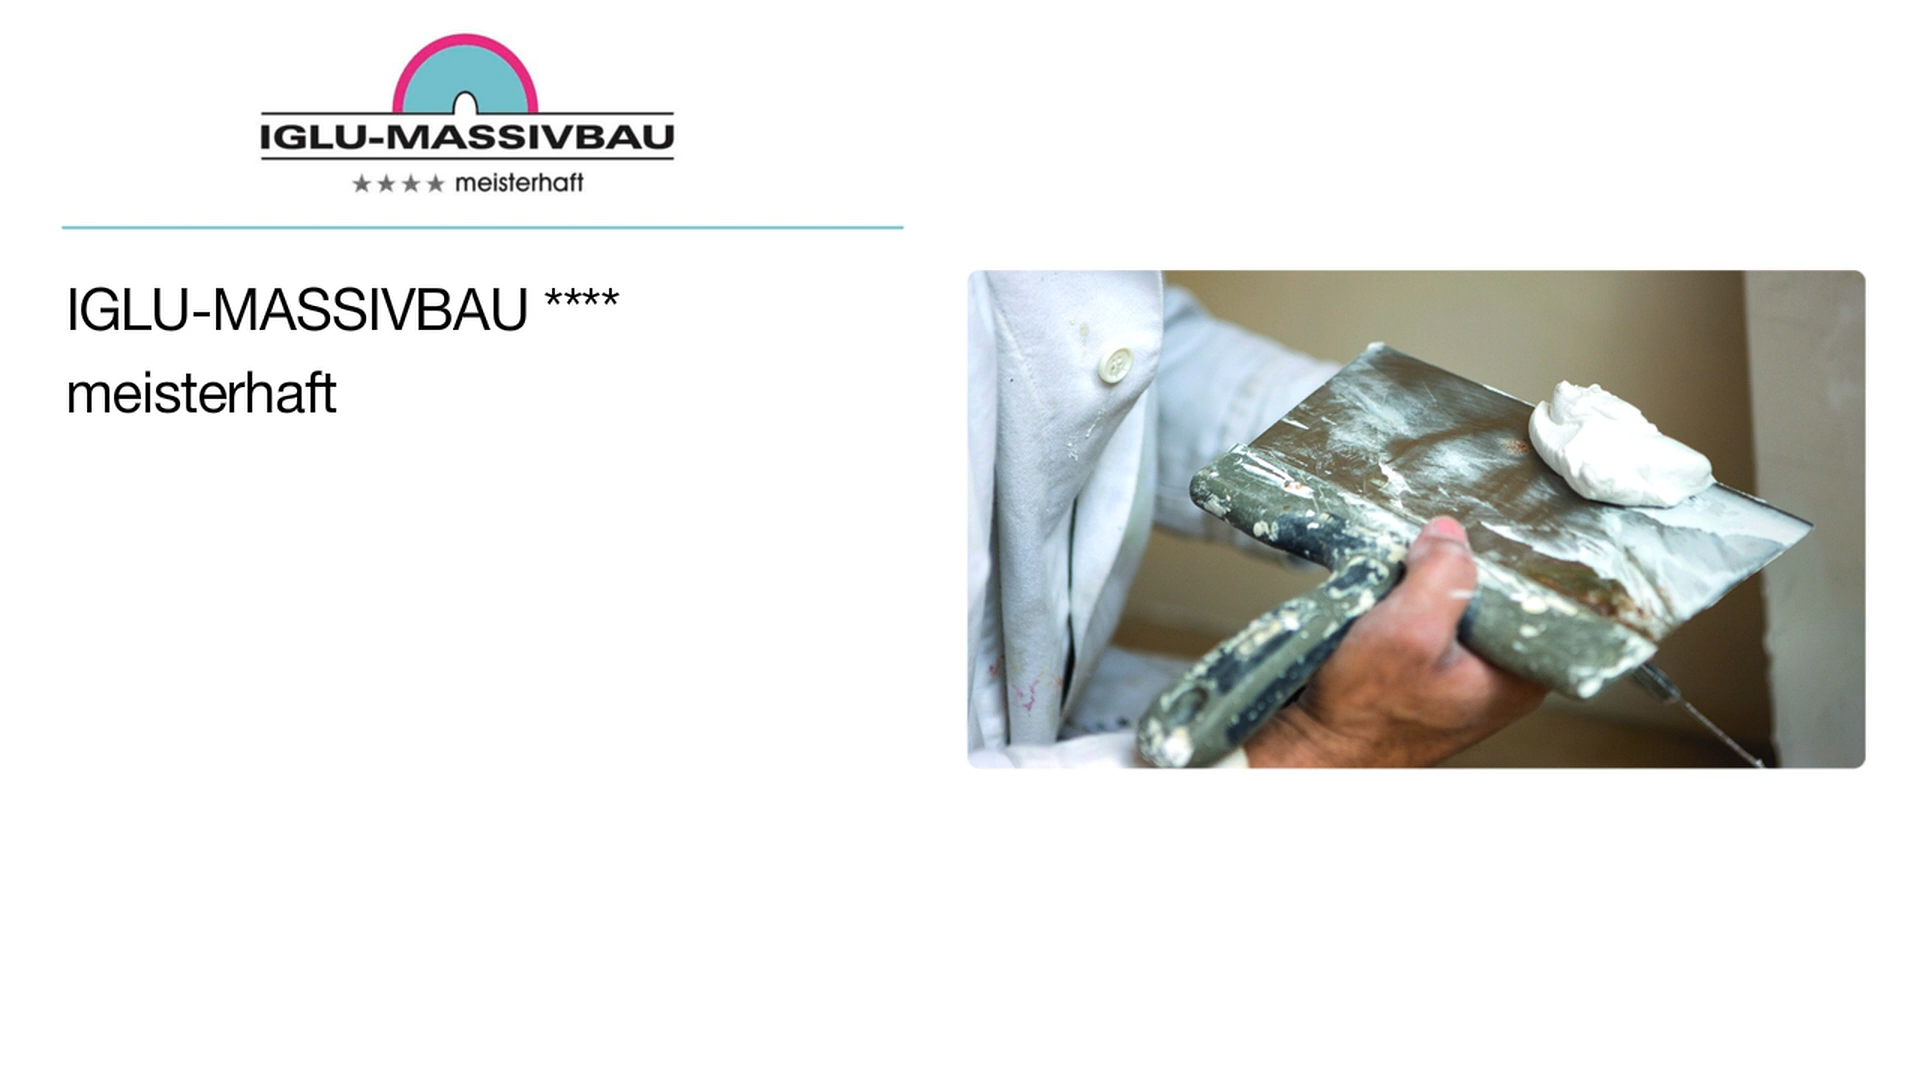 IGLU-MASSIVBAU
★★★★ meisterhaft
IGLU-MASSIVBAU ****
meisterhaft